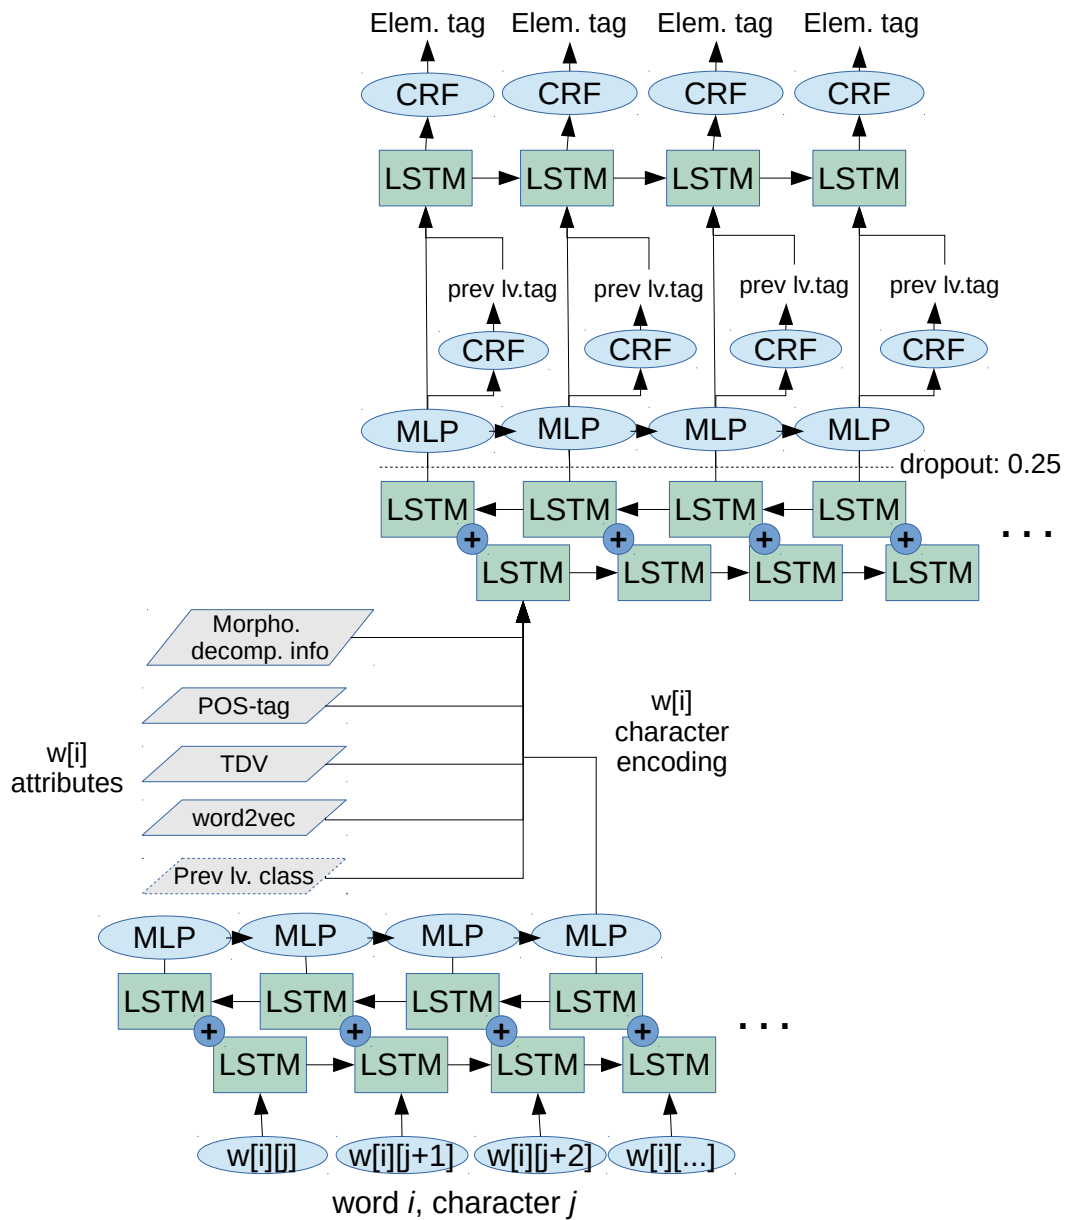 Elem. tag Elem. tag Elem. tag Elem. tag
CRF CRF CRF CRF
LSTM LSTM LSTM LSTM
prev lv.tag prev lv.tag prev lv.tag prev lv.tag
CRF CRF CRF CRF
MLP MLP MLP MLP
dropout: 0.25
LSTM LSTM LSTM LSTM
+ + + +
...
LSTM LSTM LSTM LSTM
Morpho.
decomp. info
POS-tag
TDV
word2vec
Prev lv. class
w[i]
attributes
w[i]
character
encoding
MLP MLP MLP MLP
LSTM LSTM LSTM LSTM
+ + + +
...
LSTM LSTM LSTM LSTM
w[i][j] w[i][j+1] w[i][j+2] w[i][...]
word i, character j